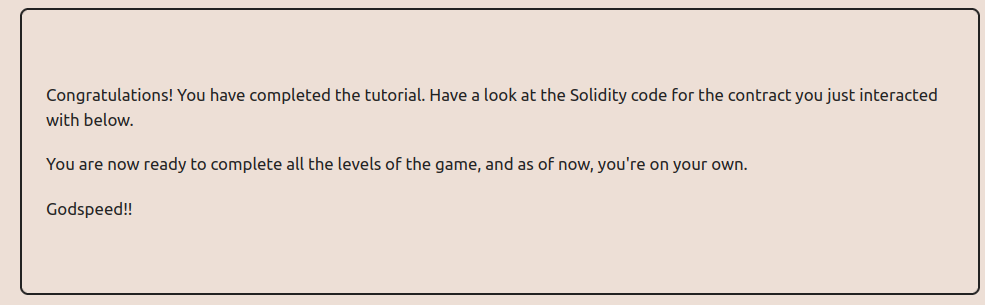 Congratulations! You have completed the tutorial. Have a look at the Solidity code for the contract you just interacted
with below.
You are now ready to complete all the levels of the game, and as of now, you're on your own.
Godspeed!!